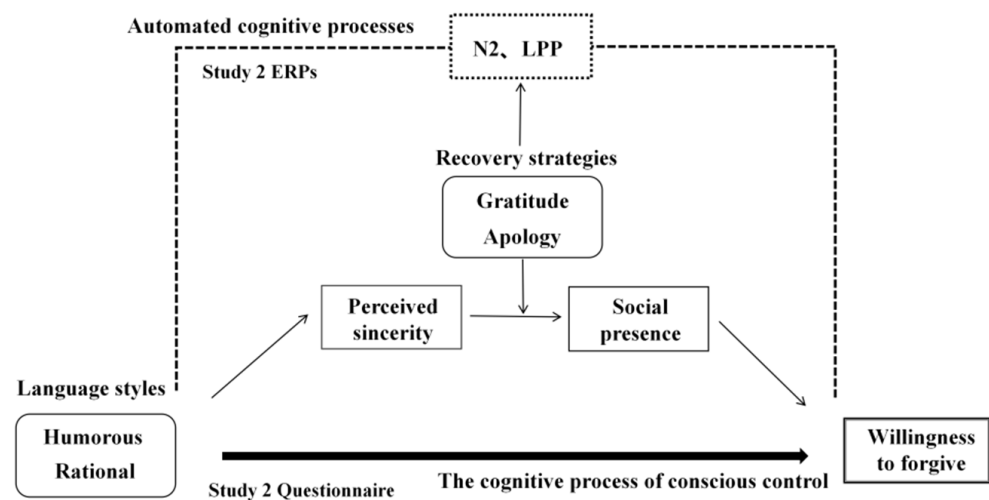 Automated cognitive processes
N2、LPP
Study 2 ERPs
Recovery strategies
Gratitude
Apology
Perceived
sincerity
Social
presence
Language styles
Humorous
Rational
Willingness
to forgive
The cognitive process of conscious control
Study 2 Questionnaire